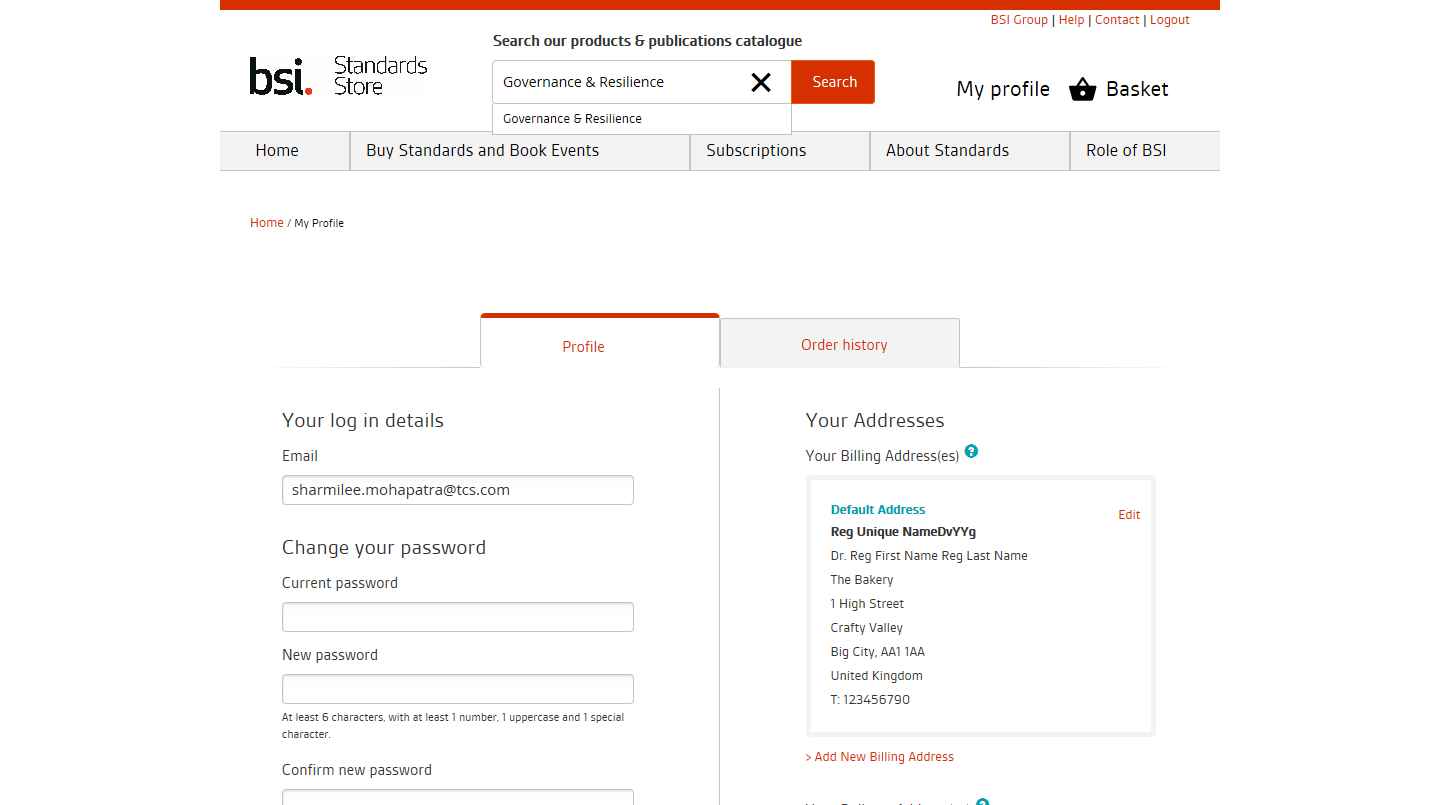 BSI Group | Help | Contact | Logout
Search our products & publications catalogue
bsi. Standards Store
Governance & Resilience
Search
My profile
Basket
Governance & Resilience
Home
Buy Standards and Book Events
Subscriptions
About Standards
Role of BSI
Home / My Profile
Profile
Order history
Your log in details
Email
sharmilee.mohapatra@tcs.com
Change your password
Current password
New password
At least 6 characters, with at least 1 number, 1 uppercase and 1 special
character.
Confirm new password
Your Addresses
Your Billing Address(es) ?
Default Address
Edit
Reg Unique NameDvYYg
Dr. Reg First Name Reg Last Name
The Bakery
1 High Street
Crafty Valley
Big City, AA1 1AA
United Kingdom
T: 123456790
> Add New Billing Address